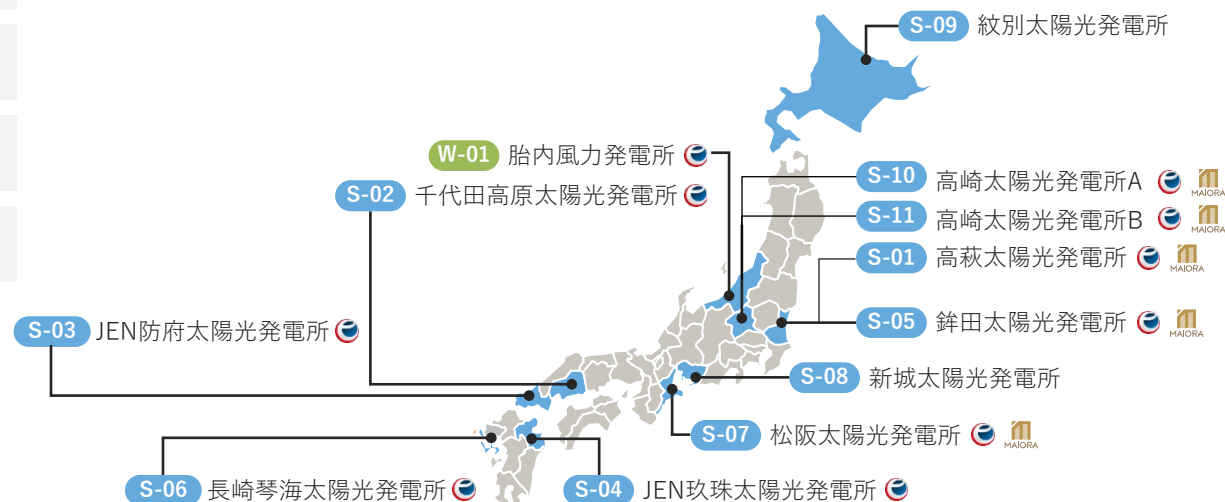 S-09 紋別太陽光発電所
W-01 胎内風力発電所
S-02 千代田高原太陽光発電所
S-10 高崎太陽光発電所A MAIORA
S-11 高崎太陽光発電所B MAIORA
S-01 高萩太陽光発電所 MAIORA
S-03 JEN防府太陽光発電所
S-05 鉾田太陽光発電所 MAIORA
S-08 新城太陽光発電所
S-07 松阪太陽光発電所 MAIORA
S-06 長崎琴海太陽光発電所
S-04 JEN玖珠太陽光発電所